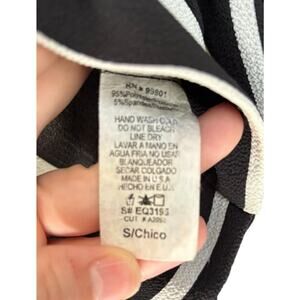 RN # 99801
95% Polyester
5% Spandex
HAND WASH COLD
DO NOT BLEACH
LINE DRY
LAVAR A MANO EN
AGUA FRIA NO USAR
BLANQUEADOR
SECAR COLGADO
MADE IN U.S.A
HECHO EN E.U.
S# EQ3193
CUT #
S/Chico